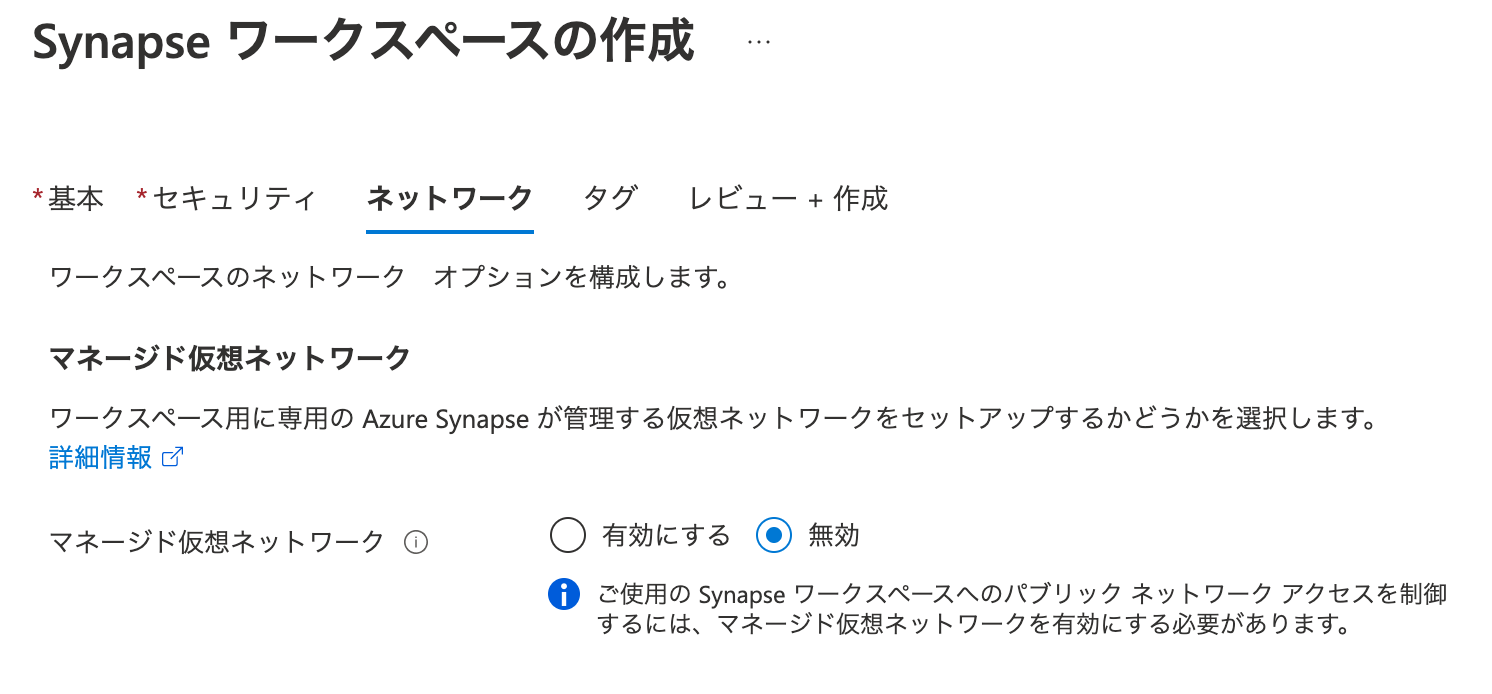 Synapse ワークスペースの作成 …
*基本 *セキュリティ ネットワーク タグ レビュー + 作成
ワークスペースのネットワーク　オプションを構成します。
マネージド仮想ネットワーク
ワークスペース用に専用の Azure Synapse が管理する仮想ネットワークをセットアップするかどうかを選択します。
詳細情報
マネージド仮想ネットワーク 有効にする 無効
ご使用の Synapse ワークスペースへのパブリック ネットワーク アクセスを制御
するには、マネージド仮想ネットワークを有効にする必要があります。